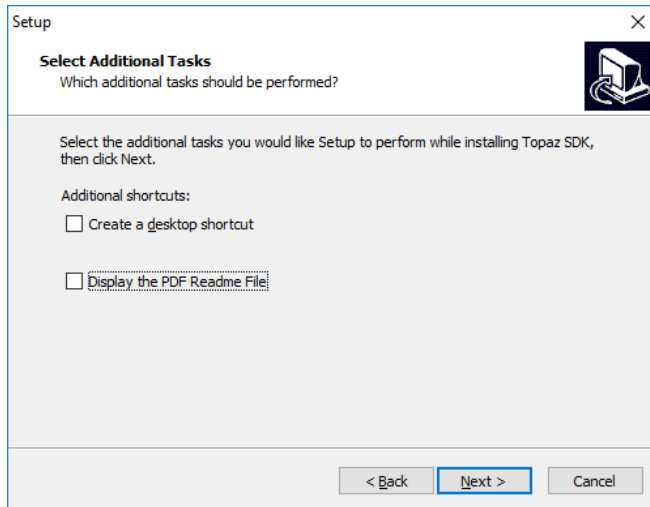 Setup
Select Additional Tasks
Which additional tasks should be performed?
Select the additional tasks you would like Setup to perform while installing Topaz SDK,
then click Next.
Additional shortcuts:
Create a desktop shortcut
Display the PDF Readme File
< Back
Next >
Cancel